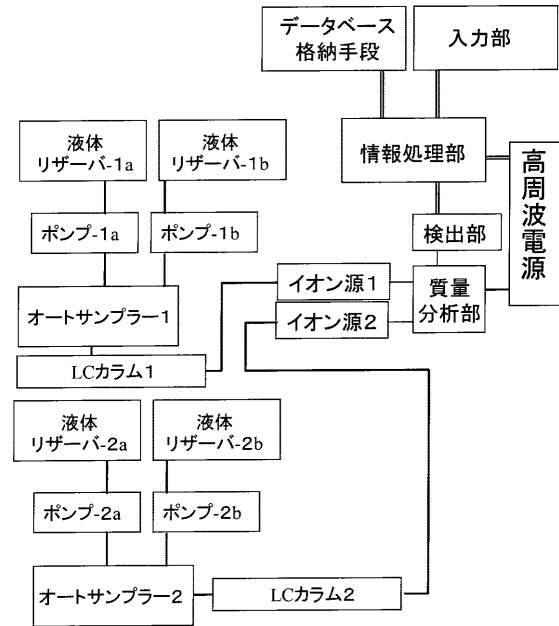 データベース
格納手段
入力部
情報処理部
高周波電源
検出部
質量
分析部
イオン源1
イオン源2
液体
リザーバ-1a
液体
リザーバ-1b
ポンプ-1a
ポンプ-1b
オートサンプラー1
LCカラム1
液体
リザーバ-2a
液体
リザーバ-2b
ポンプ-2a
ポンプ-2b
オートサンプラー2
LCカラム2